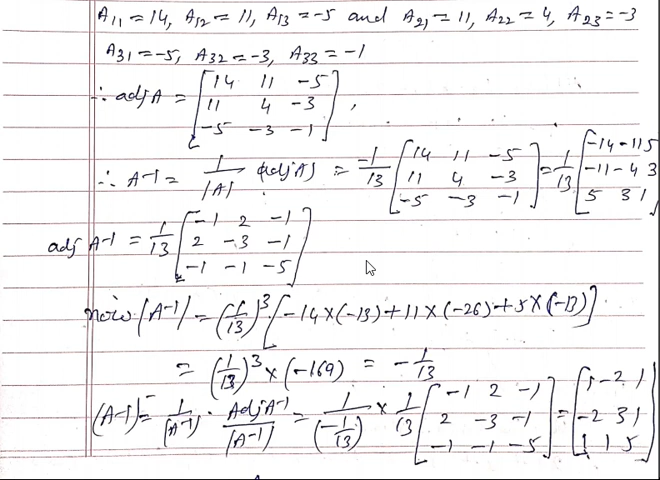 A11 = 14, A12 = 11, A13 = -5 and A21 = 11, A22 = 4, A23 = -3
A31 = -5, A32 = -3, A33 = -1
∴ adj A = [14 11 -5
11 4 -3
-5 -3 -1],
∴ A-1 = 1/|A| (adj A) = -1/13 [14 11 -5
11 4 -3
-5 -3 -1] = 1/13 [-14 -11 5
-11 -4 3
5 3 1]
adj A-1 = 1/13 [-1 2 -1
2 -3 -1
-1 -1 -5]
now |A-1| = (1/13)3 [-14×(-13)+11×(-26)+5×(-13)]
= (1/13)3 × (-169) = -1/13
(A-1)- = 1/(A-1) · Adj A-1/|A-1| = 1/(-1/13) × 1/13 [-1 2 -1
2 -3 -1
-1 -1 -5] = [1 -2 1
-2 3 1
1 1 5]